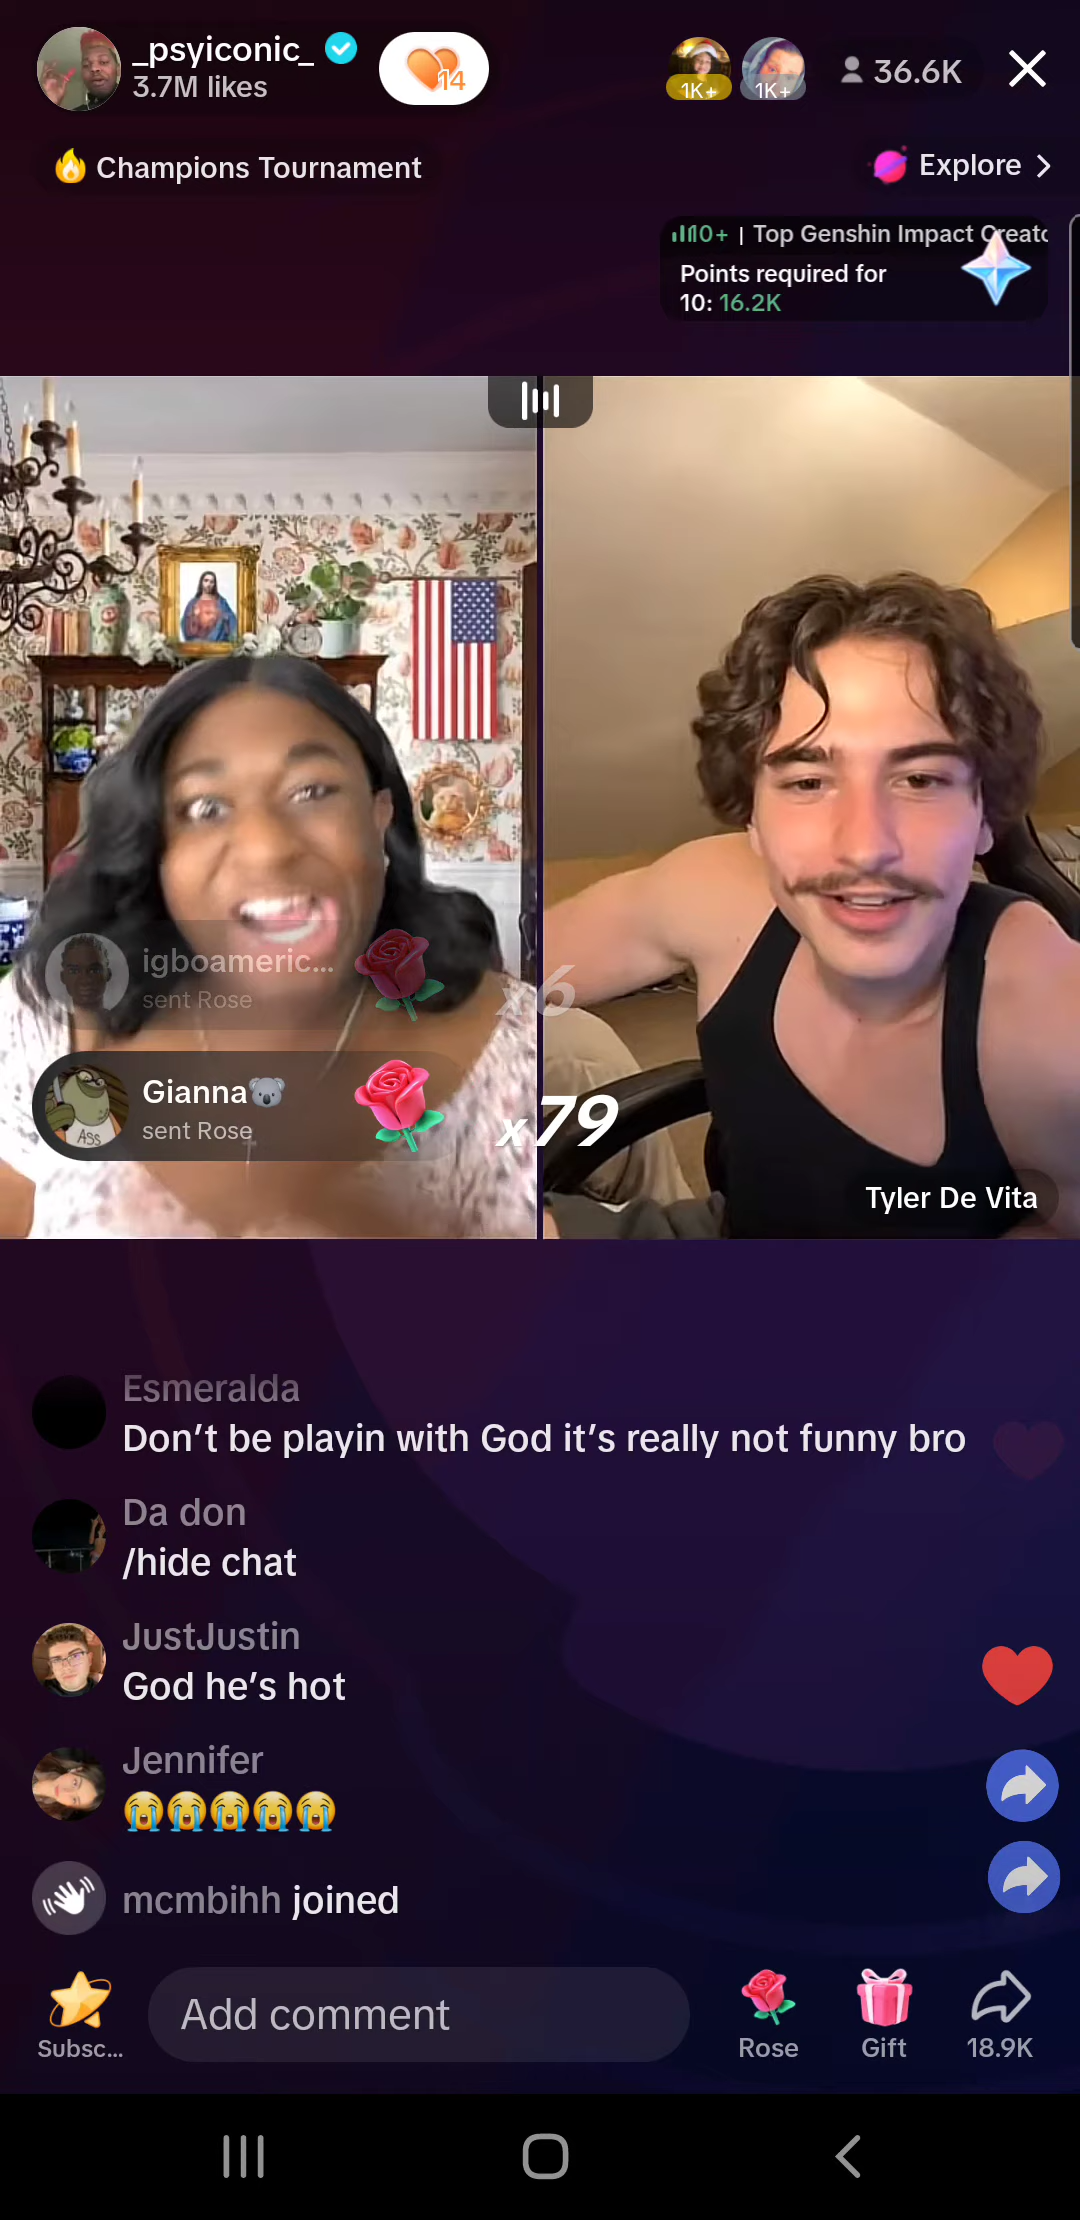 _psyiconic_
3.7M likes
14
1K+
1K+
36.6K
Champions Tournament
Explore
10+ | Top Genshin Impact Creato
Points required for
10: 16.2K
igboameric...
sent Rose
x6
Gianna
sent Rose
x79
ASS
Tyler De Vita
Esmeralda
Don’t be playin with God it’s really not funny bro
Da don
/hide chat
JustJustin
God he’s hot
Jennifer
mcmbihh joined
Subsc...
Add comment
Rose
Gift
18.9K